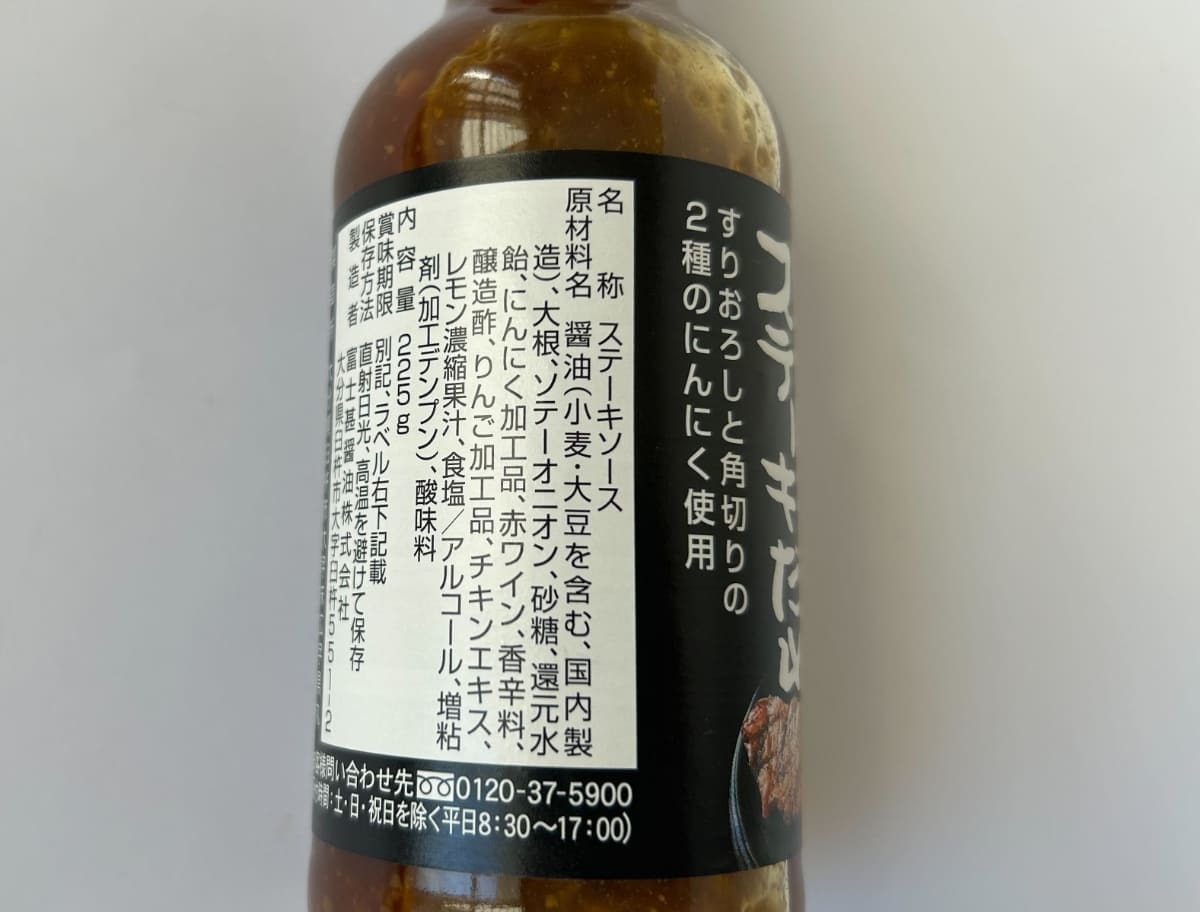 ステーキだれ
すりおろしと角切りの
2種のにんにく使用
名称 ステーキソース
原材料名 醤油(小麦・大豆を含む、国内製
造)、大根、ソテーオニオン、砂糖、還元水
飴、にんにく加工品、赤ワイン、香辛料、
醸造酢、りんご加工品、チキンエキス、
レモン濃縮果汁、食塩/アルコール、増粘
剤(加工デンプン)、酸味料
内容量 225g
賞味期限 別記、ラベル右下記載
保存方法 直射日光、高温を避けて保存
製造者 富士甚醤油株式会社
大分県臼杵市大字臼杵551-2
問い合わせ先 0120-37-5900
時間:土・日・祝日を除く平日8:30~17:00)